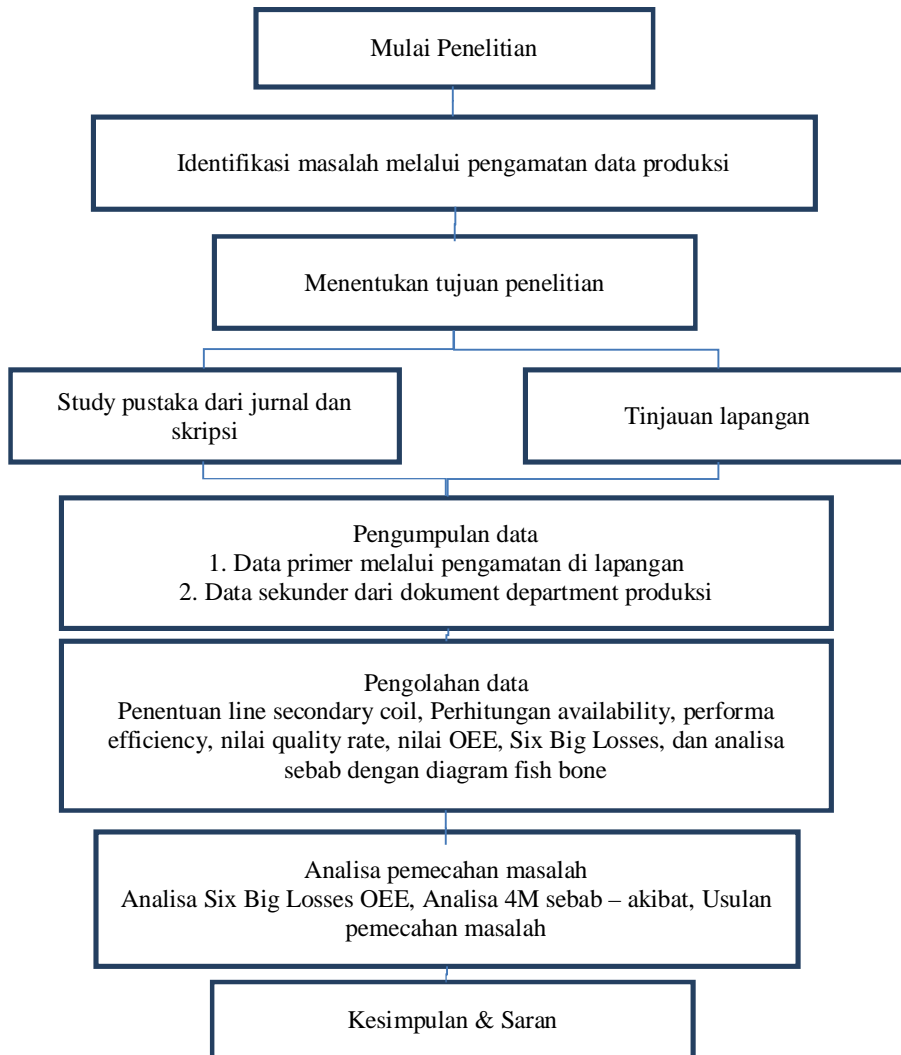 Mulai Penelitian
Identifikasi masalah melalui pengamatan data produksi
Menentukan tujuan penelitian
Study pustaka dari jurnal dan
skripsi
Tinjauan lapangan
Pengumpulan data
1. Data primer melalui pengamatan di lapangan
2. Data sekunder dari dokument department produksi
Pengolahan data
Penentuan line secondary coil, Perhitungan availability, performa
efficiency, nilai quality rate, nilai OEE, Six Big Losses, dan analisa
sebab dengan diagram fish bone
Analisa pemecahan masalah
Analisa Six Big Losses OEE, Analisa 4M sebab – akibat, Usulan
pemecahan masalah
Kesimpulan & Saran